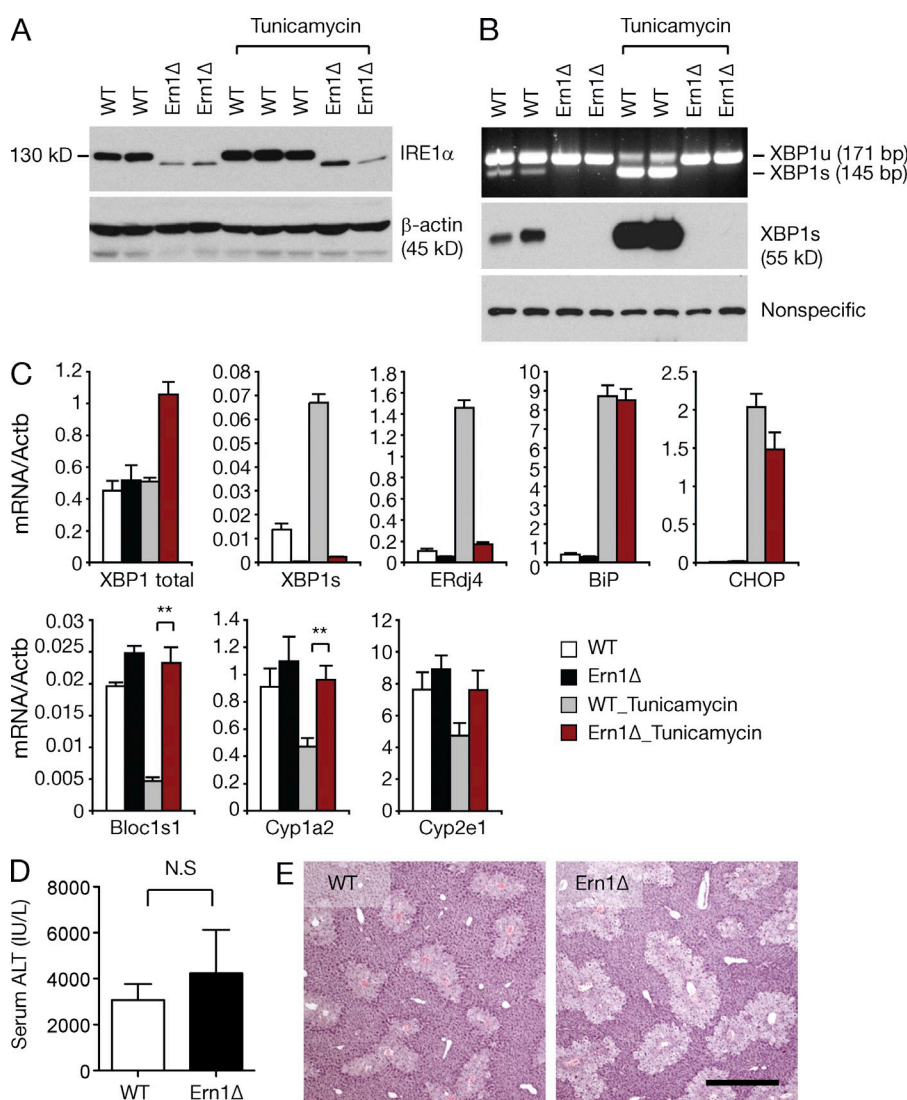 A
Tunicamycin
WT
WT
Ern1Δ
Ern1Δ
WT
WT
WT
Ern1Δ
Ern1Δ
130 kD
IRE1α
β-actin
(45 kD)
B
Tunicamycin
WT
WT
Ern1Δ
Ern1Δ
WT
WT
Ern1Δ
Ern1Δ
XBP1u (171 bp)
XBP1s (145 bp)
XBP1s
(55 kD)
Nonspecific
C
mRNA/Actb
1.2
1
0.8
0.6
0.4
0.2
0
XBP1 total
0.08
0.07
0.06
0.05
0.04
0.03
0.02
0.01
0
XBP1s
1.8
1.6
1.4
1.2
1
0.8
0.6
0.4
0.2
0
ERdj4
10
9
8
7
6
5
4
3
2
1
0
BiP
2.5
2
1.5
1
0.5
0
CHOP
mRNA/Actb
0.03
0.025
0.02
0.015
0.01
0.005
0
**
Bloc1s1
1.4
1.2
1
0.8
0.6
0.4
0.2
0
**
Cyp1a2
12
10
8
6
4
2
0
Cyp2e1
WT
Ern1Δ
WT_Tunicamycin
Ern1Δ_Tunicamycin
D
Serum ALT (IU/L)
8000
6000
4000
2000
0
N.S
WT
Ern1Δ
E
WT
Ern1Δ